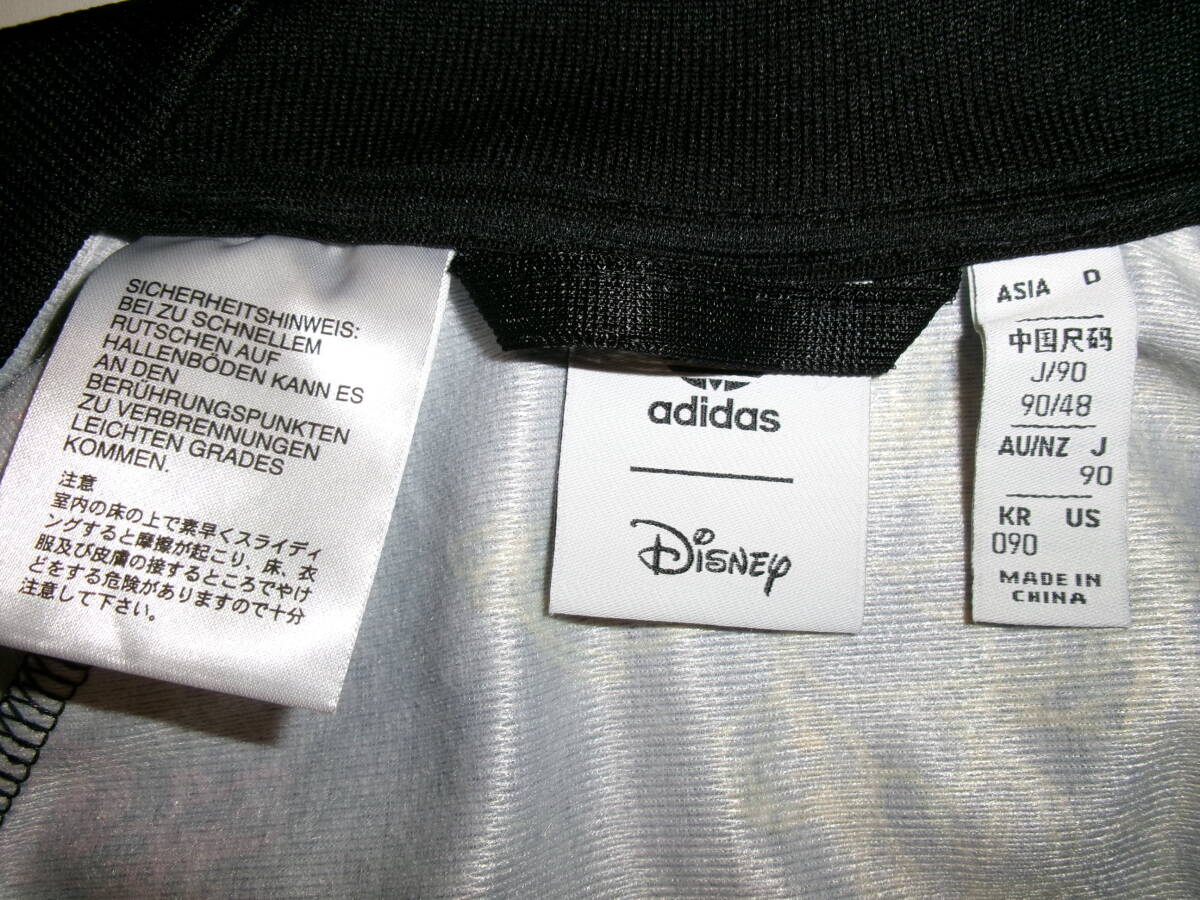 SICHERHEITSHINWEIS:
BEI ZU SCHNELLEM
RUTSCHEN AUF
HALLENBÖDEN KANN ES
AN DEN
BERÜHRUNGSPUNKTEN
ZU VERBRENNUNGEN
LEICHTEN GRADES
KOMMEN.
注意
室内の床の上で素早くスライディ
ングすると摩擦が起こり、床、衣
服及び皮膚の接するところでやけ
どをする危険がありますので十分
注意して下さい。
adidas
Disney
ASIA O
中国尺码
J/90
90/48
AU/NZ J
90
KR US
090
MADE IN
CHINA